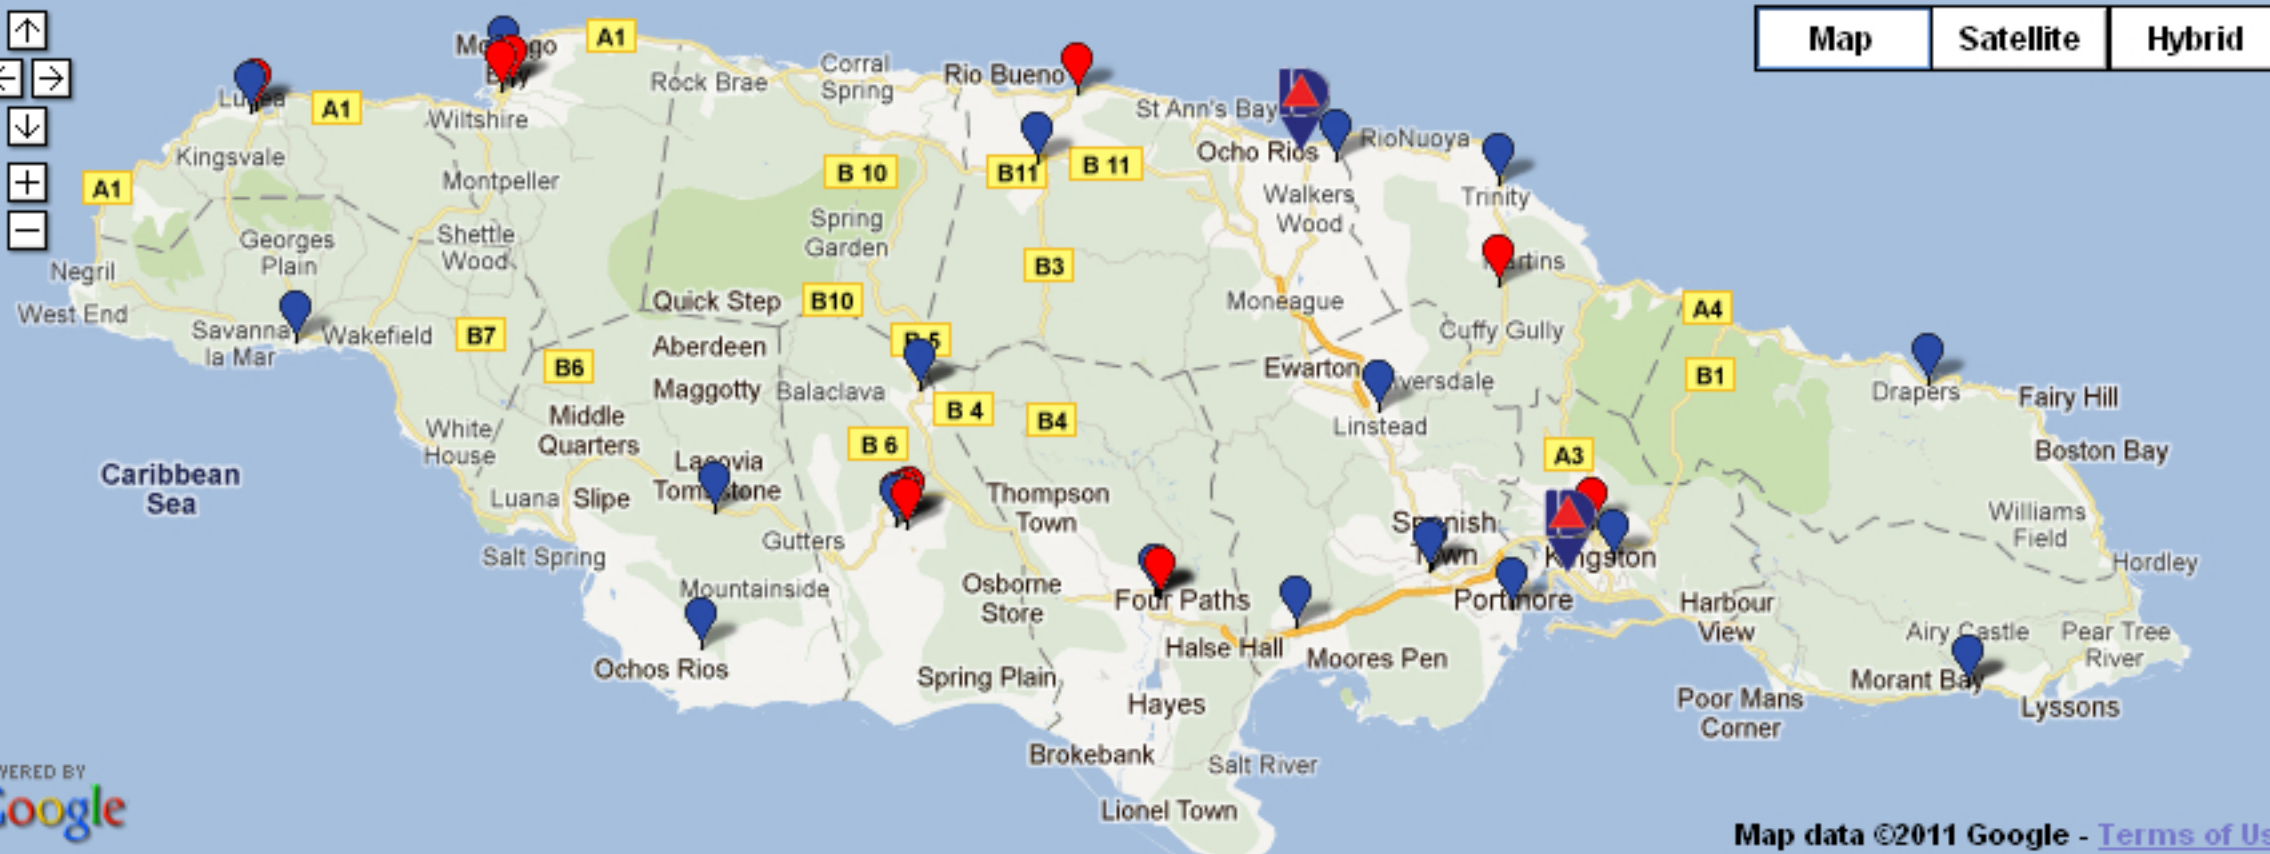 Map
Satellite
Hybrid
A1
Rock Brae
Corral
Spring
Rio Bueno
A1
Wiltshire
St Ann's Bay
RioNuoya
Kingsvale
Ocho Rios
B 10
B11
B 11
A1
Montpeller
Walkers
Wood
Trinity
Spring
Garden
Georges
Plain
Shettle
Wood
Negril
B3
West End
Quick Step
B10
Moneague
A4
Savanna
la Mar
Wakefield
B7
Cuffy Gully
Aberdeen
B6
Ewarton
B1
Maggotty
Balaclava
Drapers
Fairy Hill
Middle
Quarters
B 4
B4
Linstead
White
House
B 6
A3
Boston Bay
Caribbean
Sea
Luana
Slipe
Thompson
Town
Williams
Field
Salt Spring
Gutters
Kingston
Hordley
Mountainside
Osborne
Store
Four Paths
Portmore
Harbour
View
Airy Castle
Pear Tree
River
Ochos Rios
Halse Hall
Moores Pen
Spring Plain
Morant Bay
Hayes
Poor Mans
Corner
Lyssons
Brokebank
Salt River
Lionel Town
Google
Map data ©2011 Google - Terms of Us